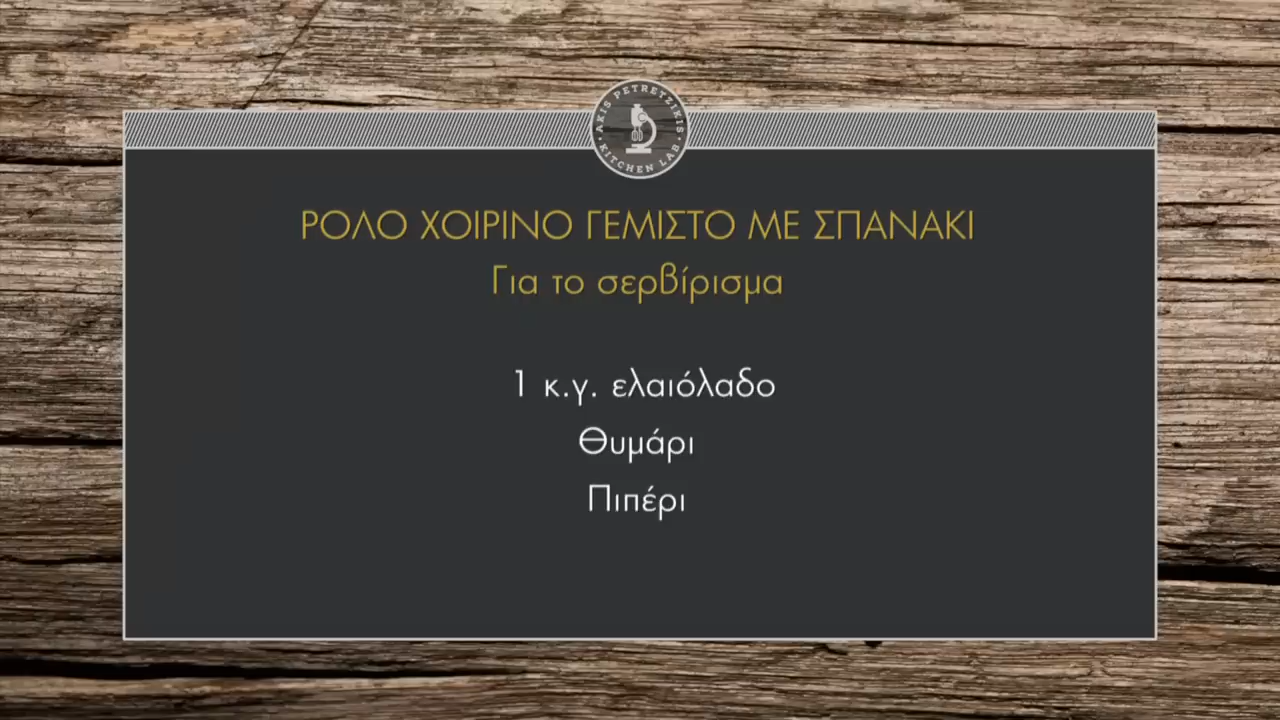 AKIS PETRETZIKIS
KITCHEN LAB
ΡΟΛΟ ΧΟΙΡΙΝΟ ΓΕΜΙΣΤΟ ΜΕ ΣΠΑΝΑΚΙ
Για το σερβίρισμα
1 κ.γ. ελαιόλαδο
Θυμάρι
Πιπέρι